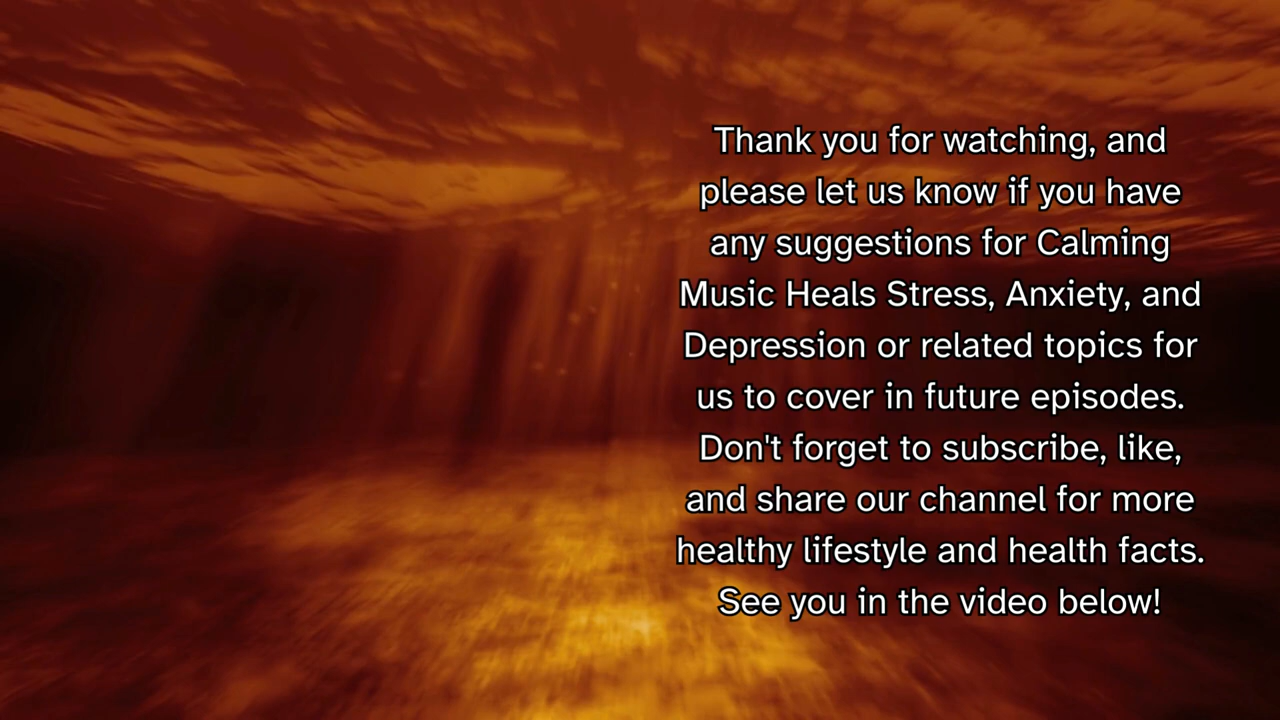 Thank you for watching, and
please let us know if you have
any suggestions for Calming
Music Heals Stress, Anxiety, and
Depression or related topics for
us to cover in future episodes.
Don't forget to subscribe, like,
and share our channel for more
healthy lifestyle and health facts.
See you in the video below!